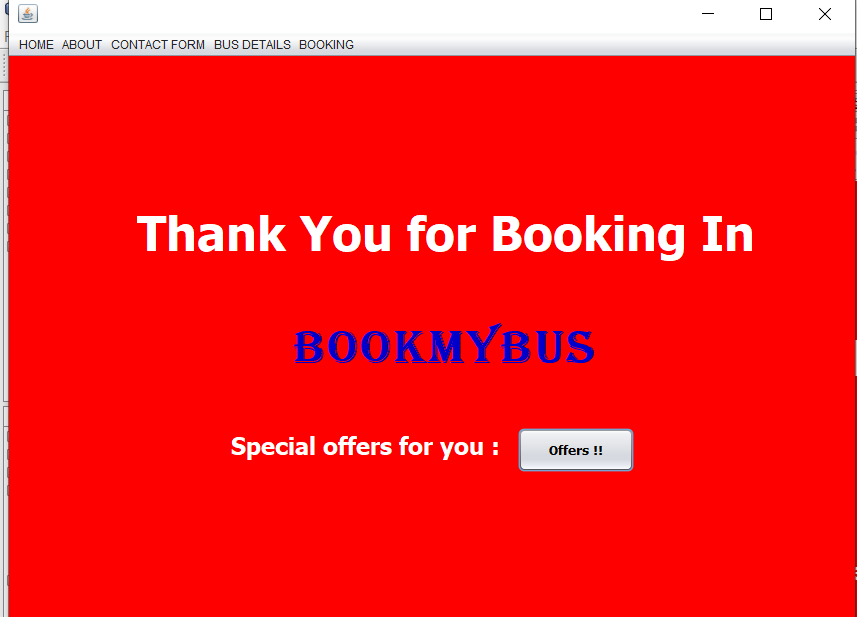 HOME ABOUT CONTACT FORM BUS DETAILS BOOKING
Thank You for Booking In
BOOKMYBUS
Special offers for you : Offers !!